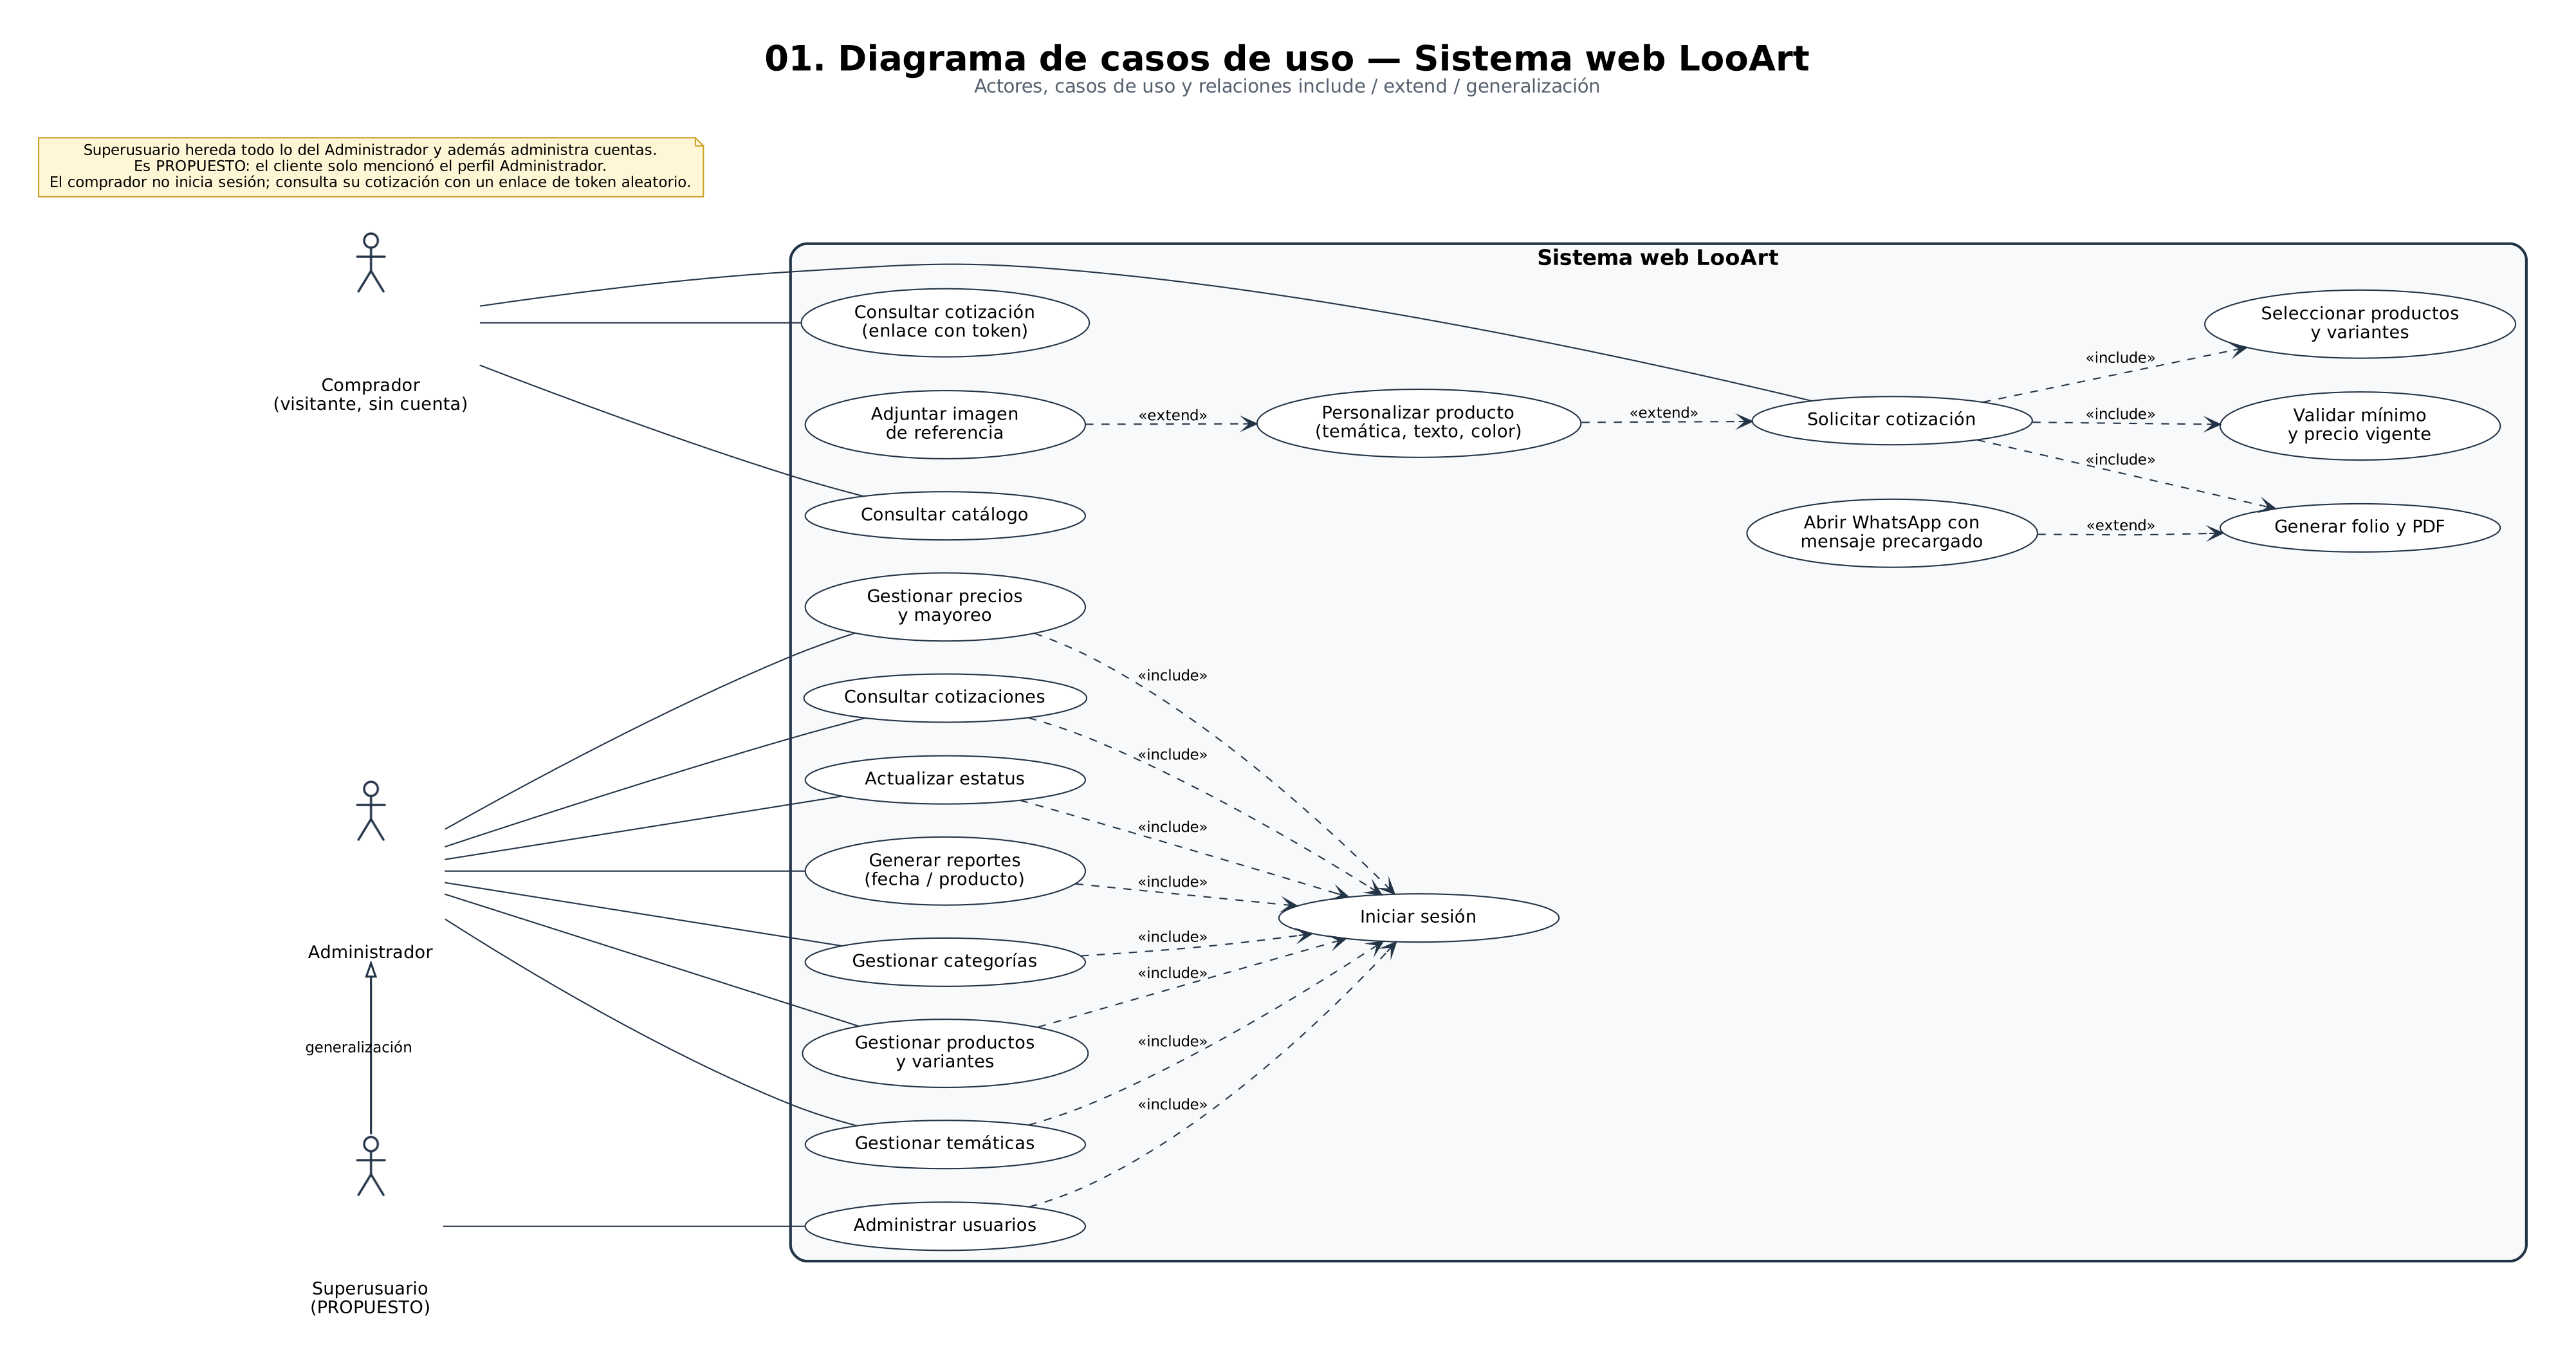 01. Diagrama de casos de uso — Sistema web LooArt
Actores, casos de uso y relaciones include / extend / generalización
Superusuario hereda todo lo del Administrador y además administra cuentas.
Es PROPUESTO: el cliente solo mencionó el perfil Administrador.
El comprador no inicia sesión; consulta su cotización con un enlace de token aleatorio.
Sistema web LooArt
Comprador
(visitante, sin cuenta)
Consultar cotización
(enlace con token)
Seleccionar productos
y variantes
«include»
Adjuntar imagen
de referencia
«extend»
Personalizar producto
(temática, texto, color)
«extend»
Solicitar cotización
«include»
Validar mínimo
y precio vigente
«include»
Consultar catálogo
Abrir WhatsApp con
mensaje precargado
«extend»
Generar folio y PDF
Gestionar precios
y mayoreo
«include»
Consultar cotizaciones
«include»
Actualizar estatus
«include»
Generar reportes
(fecha / producto)
«include»
Iniciar sesión
Administrador
Gestionar categorías
«include»
Gestionar productos
y variantes
«include»
generalización
Gestionar temáticas
«include»
Administrar usuarios
«include»
Superusuario
(PROPUESTO)